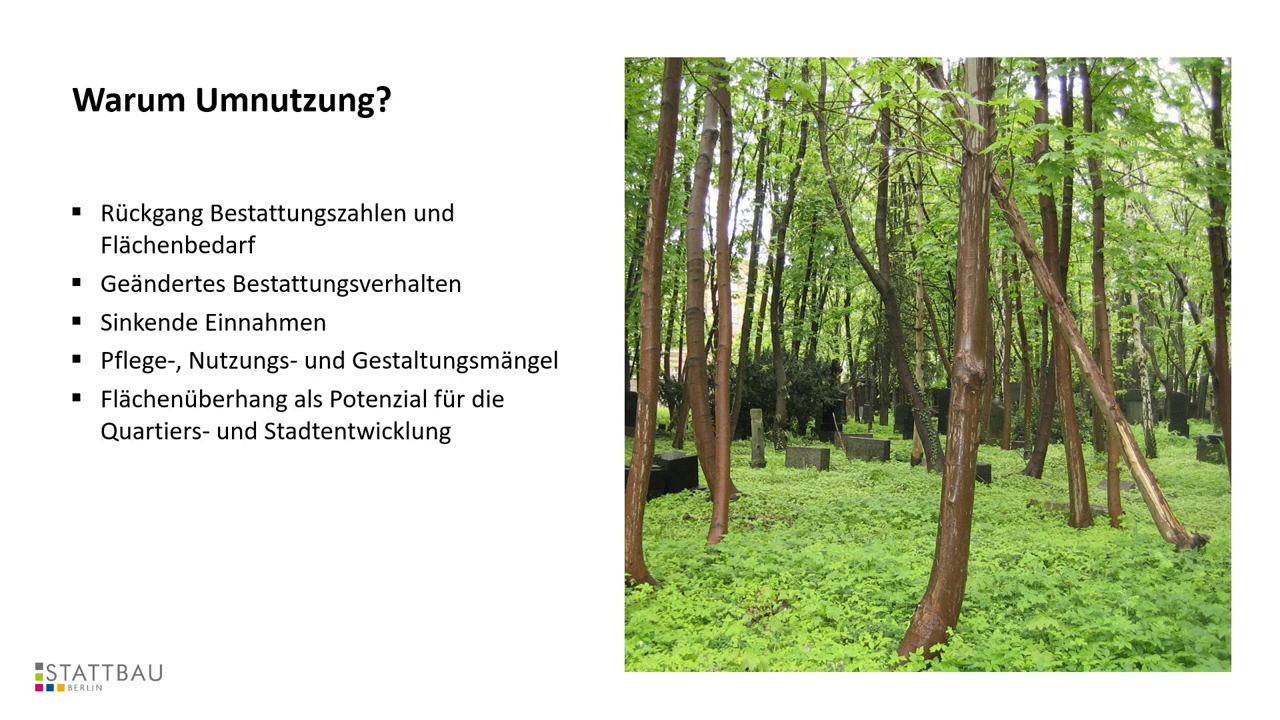 Warum Umnutzung?
▪ Rückgang Bestattungszahlen und
Flächenbedarf
▪ Geändertes Bestattungsverhalten
▪ Sinkende Einnahmen
▪ Pflege-, Nutzungs- und Gestaltungsmängel
▪ Flächenüberhang als Potenzial für die
Quartiers- und Stadtentwicklung
STATTBAU
BERLIN